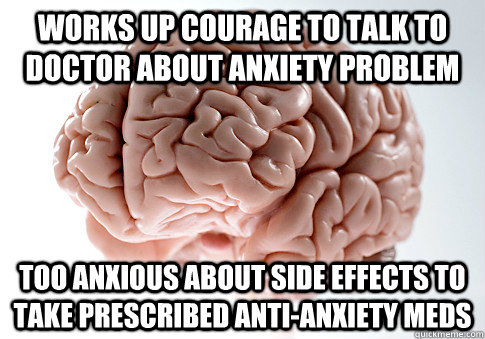 WORKS UP COURAGE TO TALK TO
DOCTOR ABOUT ANXIETY PROBLEM
TOO ANXIOUS ABOUT SIDE EFFECTS TO
TAKE PRESCRIBED ANTI-ANXIETY MEDS
quickmeme.com